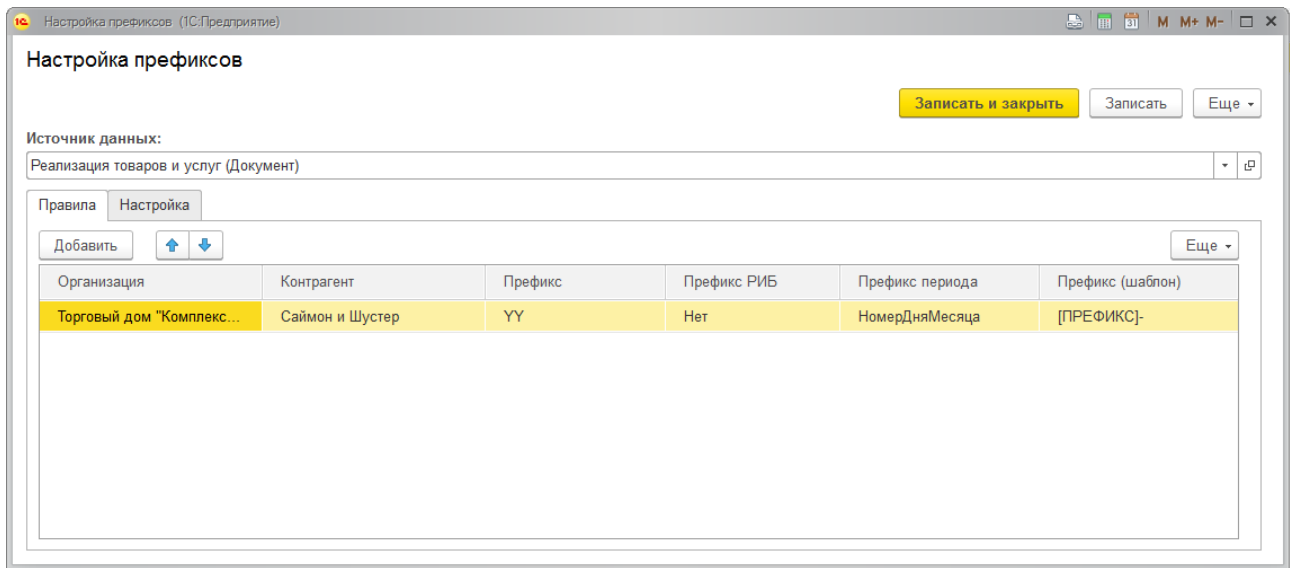 1С Настройка префиксов (1С:Предприятие) 31 M M+ M-
Настройка префиксов
Записать и закрыть Записать Еще
Источник данных:
Реализация товаров и услуг (Документ)
Правила Настройка
Добавить Еще
Организация Контрагент Префикс Префикс РИБ Префикс периода Префикс (шаблон)
Торговый дом "Комплекс... Саймон и Шустер YY Нет НомерДняМесяца [ПРЕФИКС]-